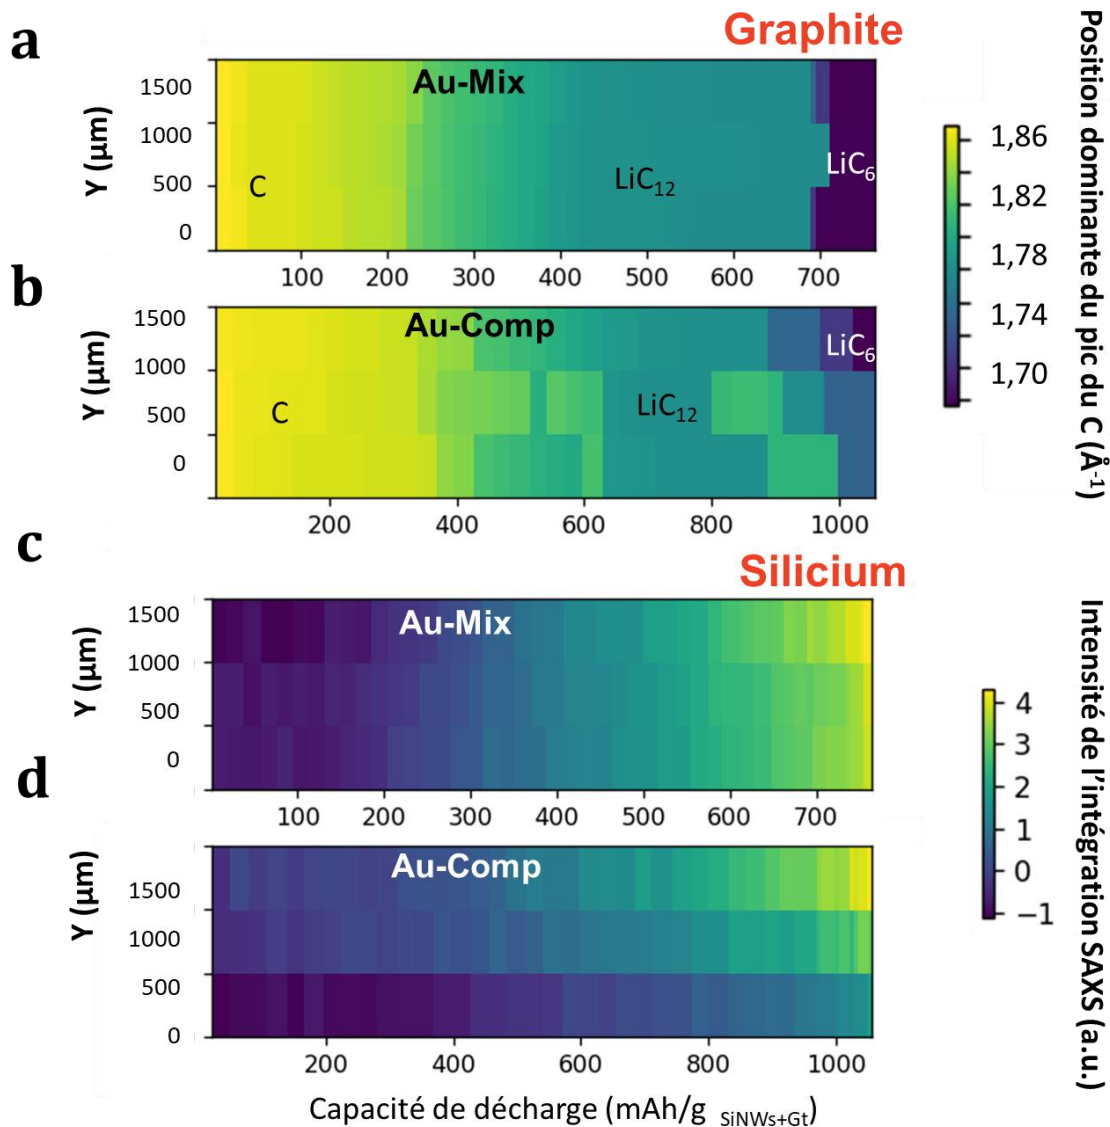 a
Graphite
Au-Mix
C
LiC₁₂
LiC₆
Y (µm)
1500
1000
500
0
100 200 300 400 500 600 700
b
Au-Comp
C
LiC₁₂
LiC₆
Y (µm)
1500
1000
500
0
200 400 600 800 1000
1,86
1,82
1,78
1,74
1,70
Position dominante du pic du C (Å⁻¹)
c
Silicium
Au-Mix
Y (µm)
1500
1000
500
0
100 200 300 400 500 600 700
d
Au-Comp
Y (µm)
1500
1000
500
0
200 400 600 800 1000
Capacité de décharge (mAh/g SiNWs+Gt)
4
3
2
1
0
−1
Intensité de l'intégration SAXS (a.u.)